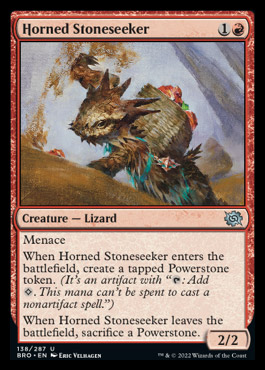 Horned Stoneseeker 1
Creature — Lizard
Menace
When Horned Stoneseeker enters the
battlefield, create a tapped Powerstone
token. (It's an artifact with “: Add
. This mana can't be spent to cast a
nonartifact spell.”)
When Horned Stoneseeker leaves the
battlefield, sacrifice a Powerstone.
2/2
138/287 U
BRO • EN Eric Velhagen
™ & © 2022 Wizards of the Coast